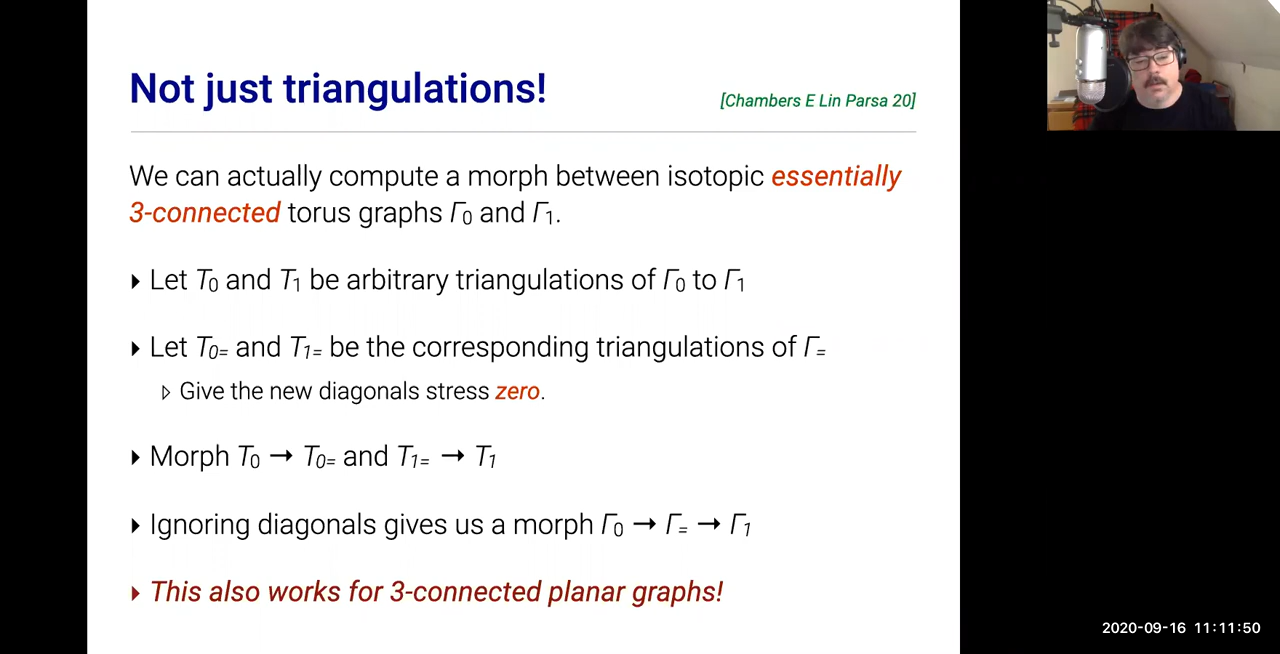 Not just triangulations!
[Chambers E Lin Parsa 20]
We can actually compute a morph between isotopic essentially
3-connected torus graphs Γ0 and Γ1.
▸ Let T0 and T1 be arbitrary triangulations of Γ0 to Γ1
▸ Let T0= and T1= be the corresponding triangulations of Γ=
▹ Give the new diagonals stress zero.
▸ Morph T0 → T0= and T1= → T1
▸ Ignoring diagonals gives us a morph Γ0 → Γ= → Γ1
▸ This also works for 3-connected planar graphs!
2020-09-16 11:11:50